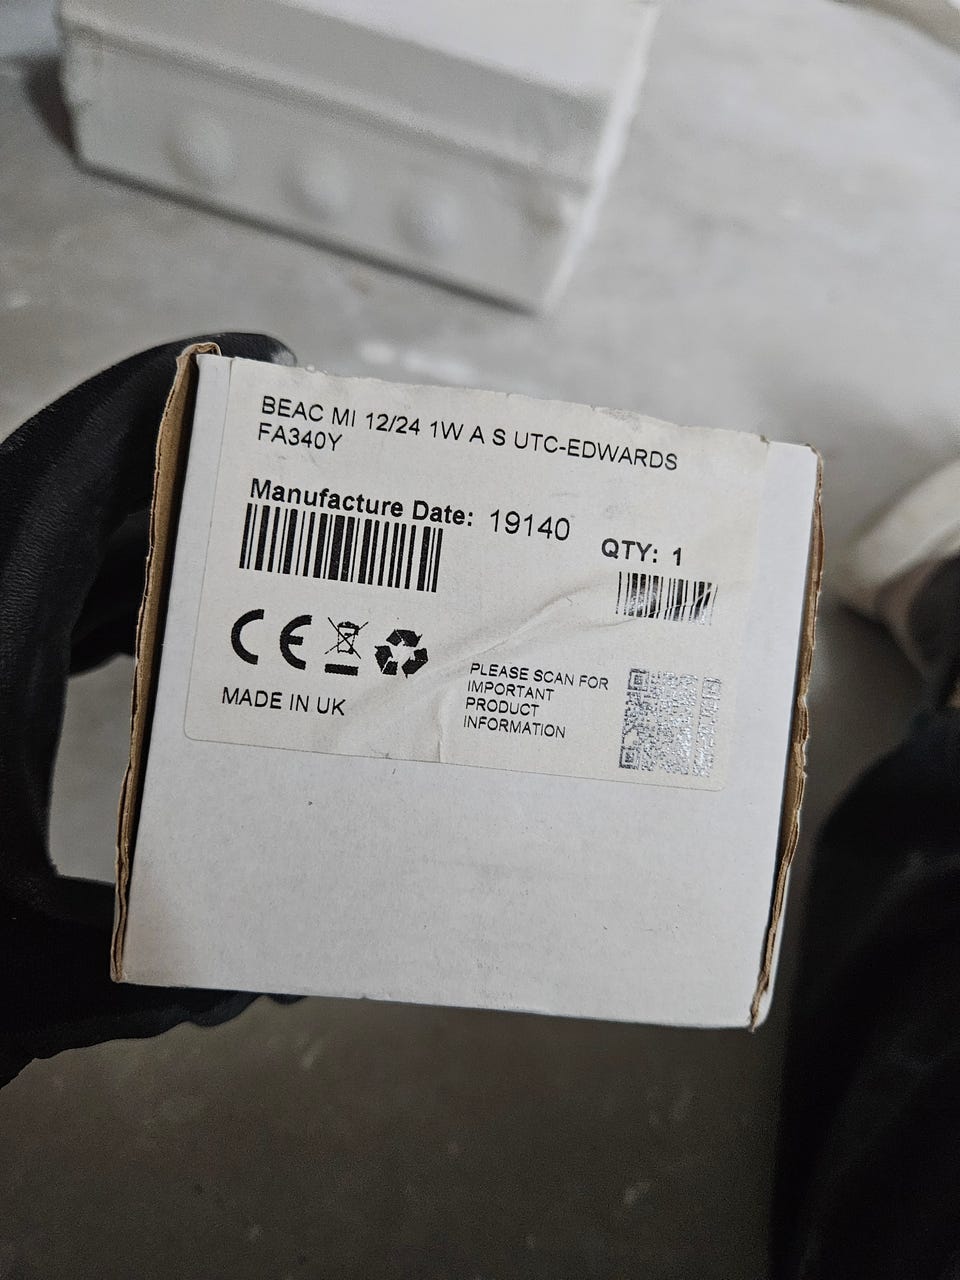 BEAC MI 12/24 1W A S UTC-EDWARDS
FA340Y
Manufacture Date: 19140
QTY: 1
CE
MADE IN UK
PLEASE SCAN FOR
IMPORTANT
PRODUCT
INFORMATION